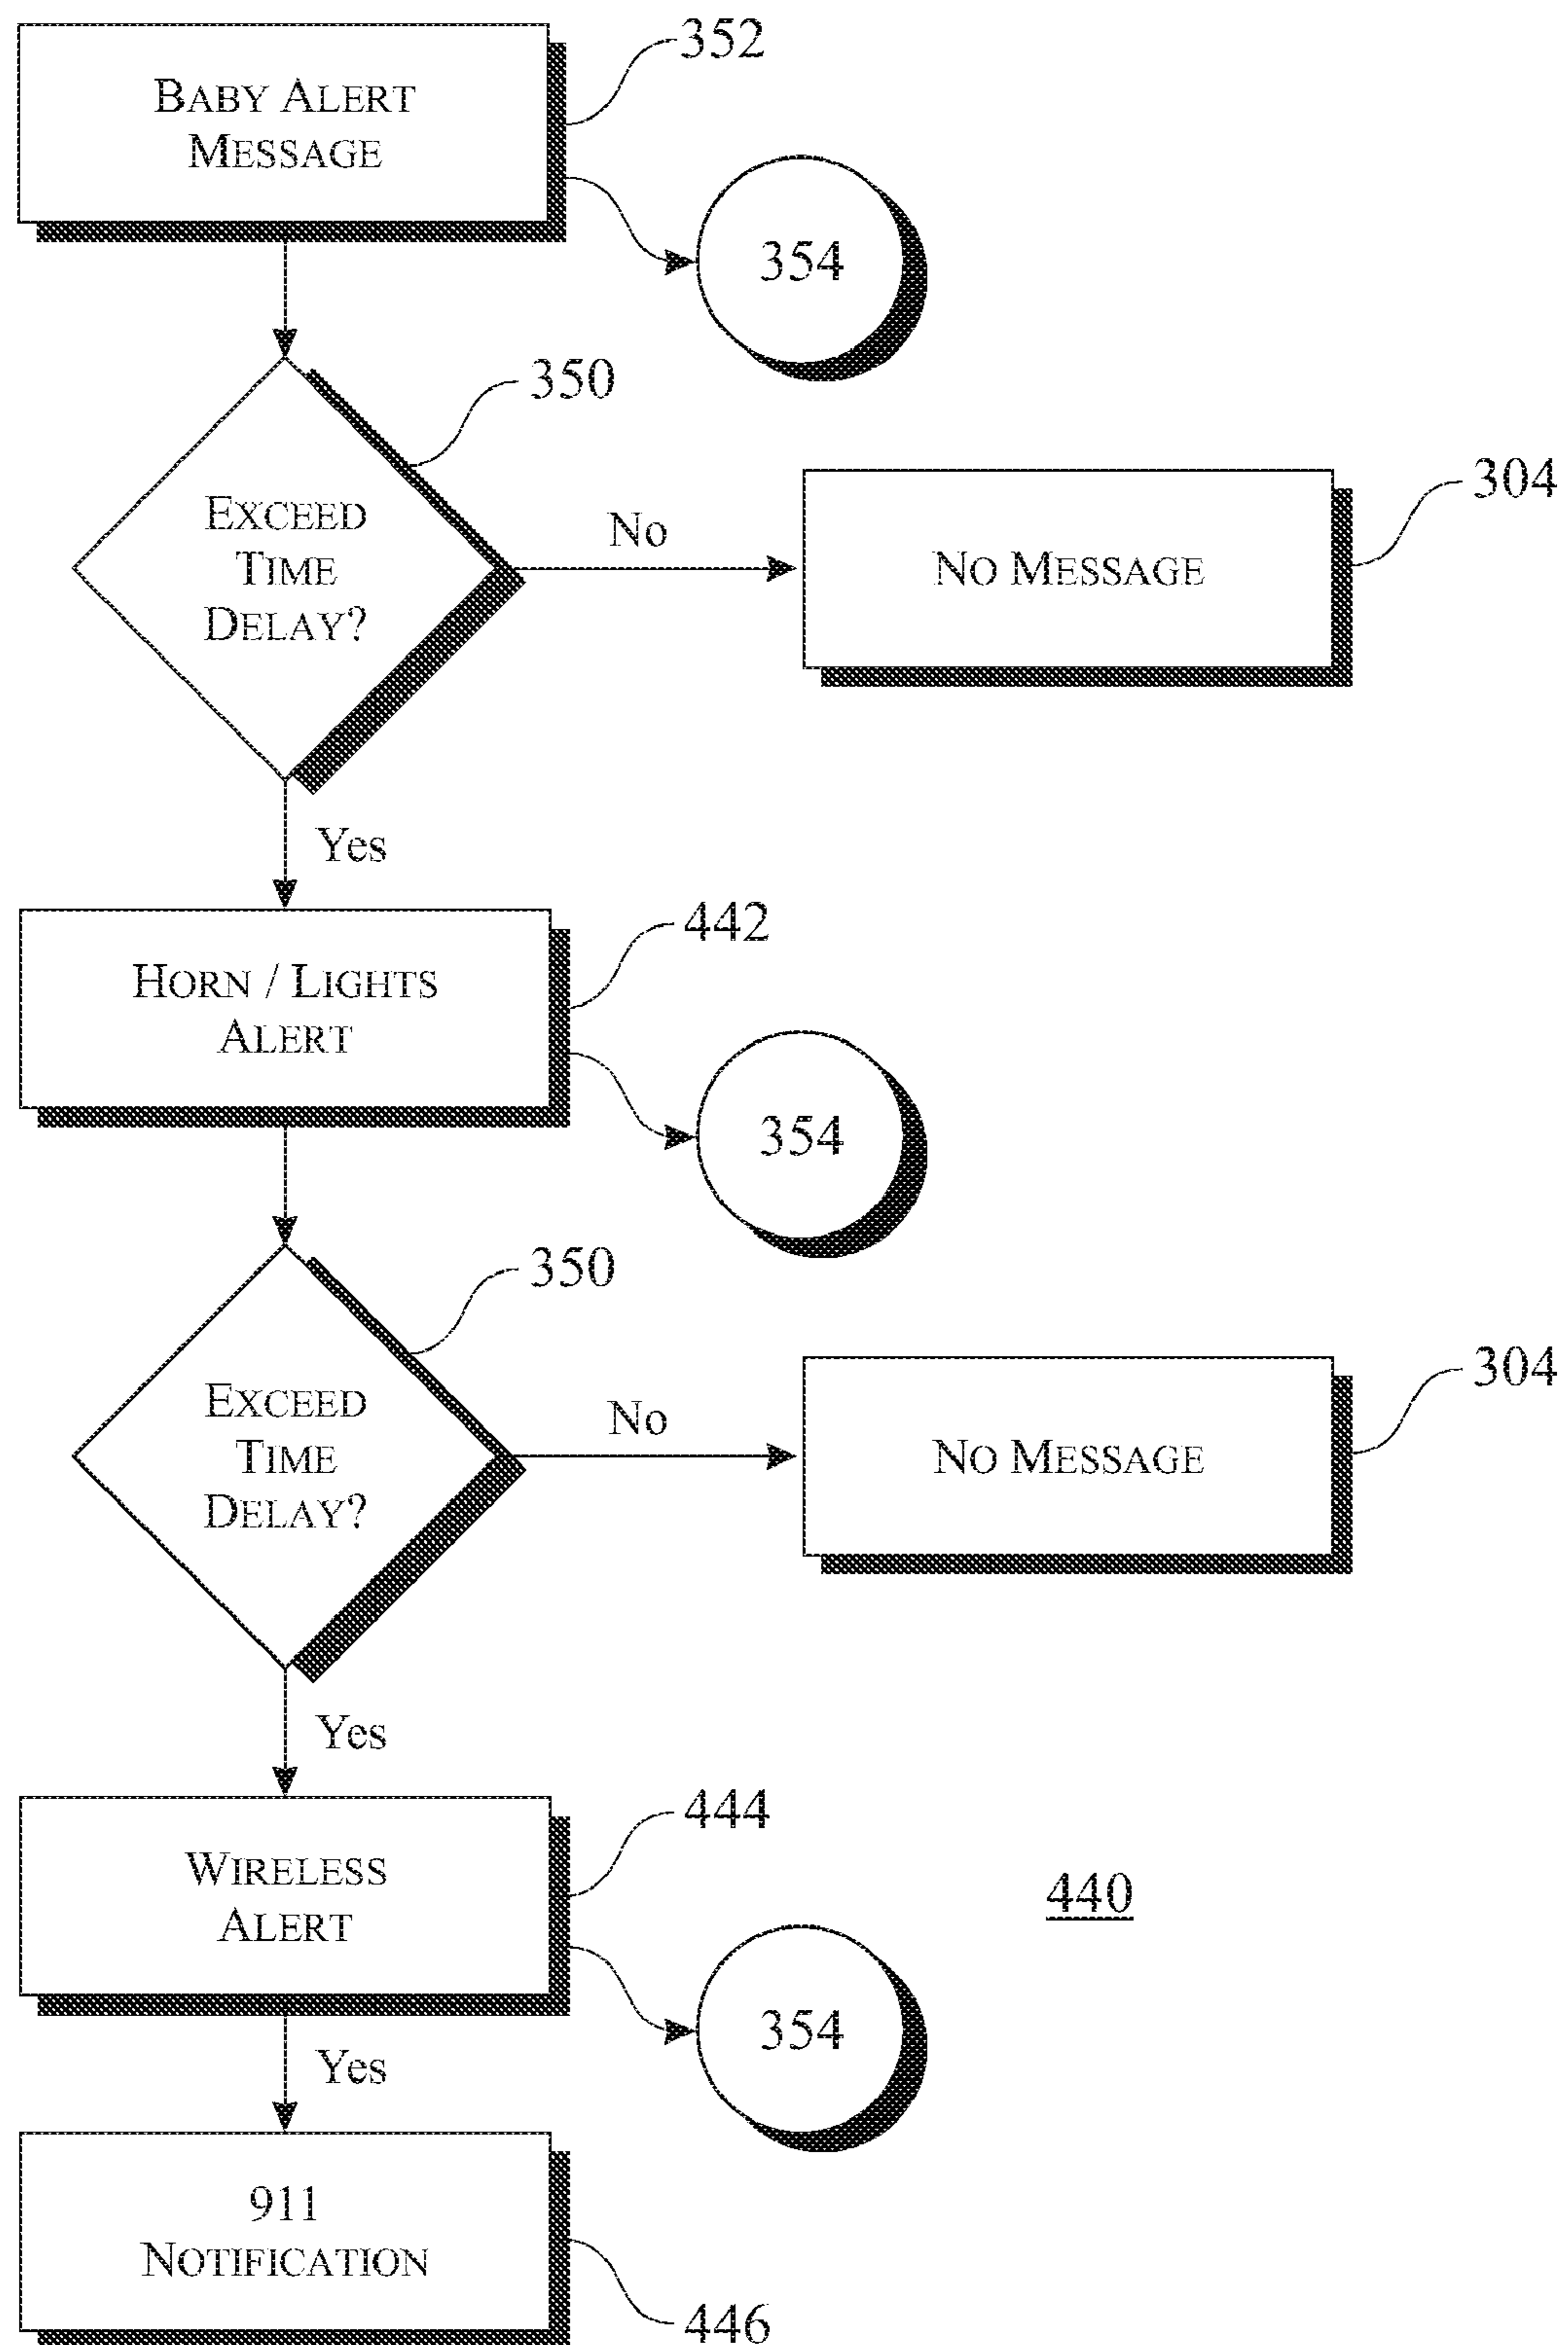 352
BABY ALERT
MESSAGE
354
350
EXCEED
TIME
DELAY?
No
304
NO MESSAGE
Yes
442
HORN / LIGHTS
ALERT
354
350
EXCEED
TIME
DELAY?
No
304
NO MESSAGE
Yes
444
WIRELESS
ALERT
440
354
Yes
911
NOTIFICATION
446